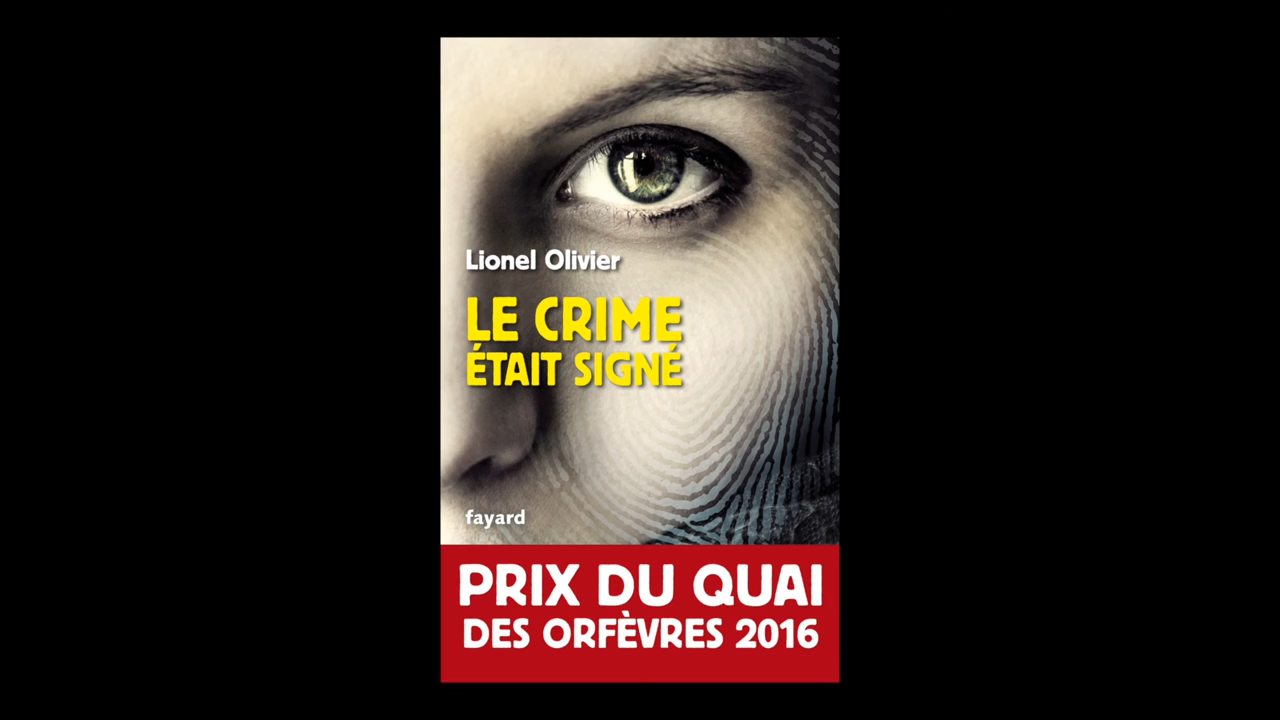 Lionel Olivier
LE CRIME
ÉTAIT SIGNÉ
fayard
PRIX DU QUAI
DES ORFÈVRES 2016